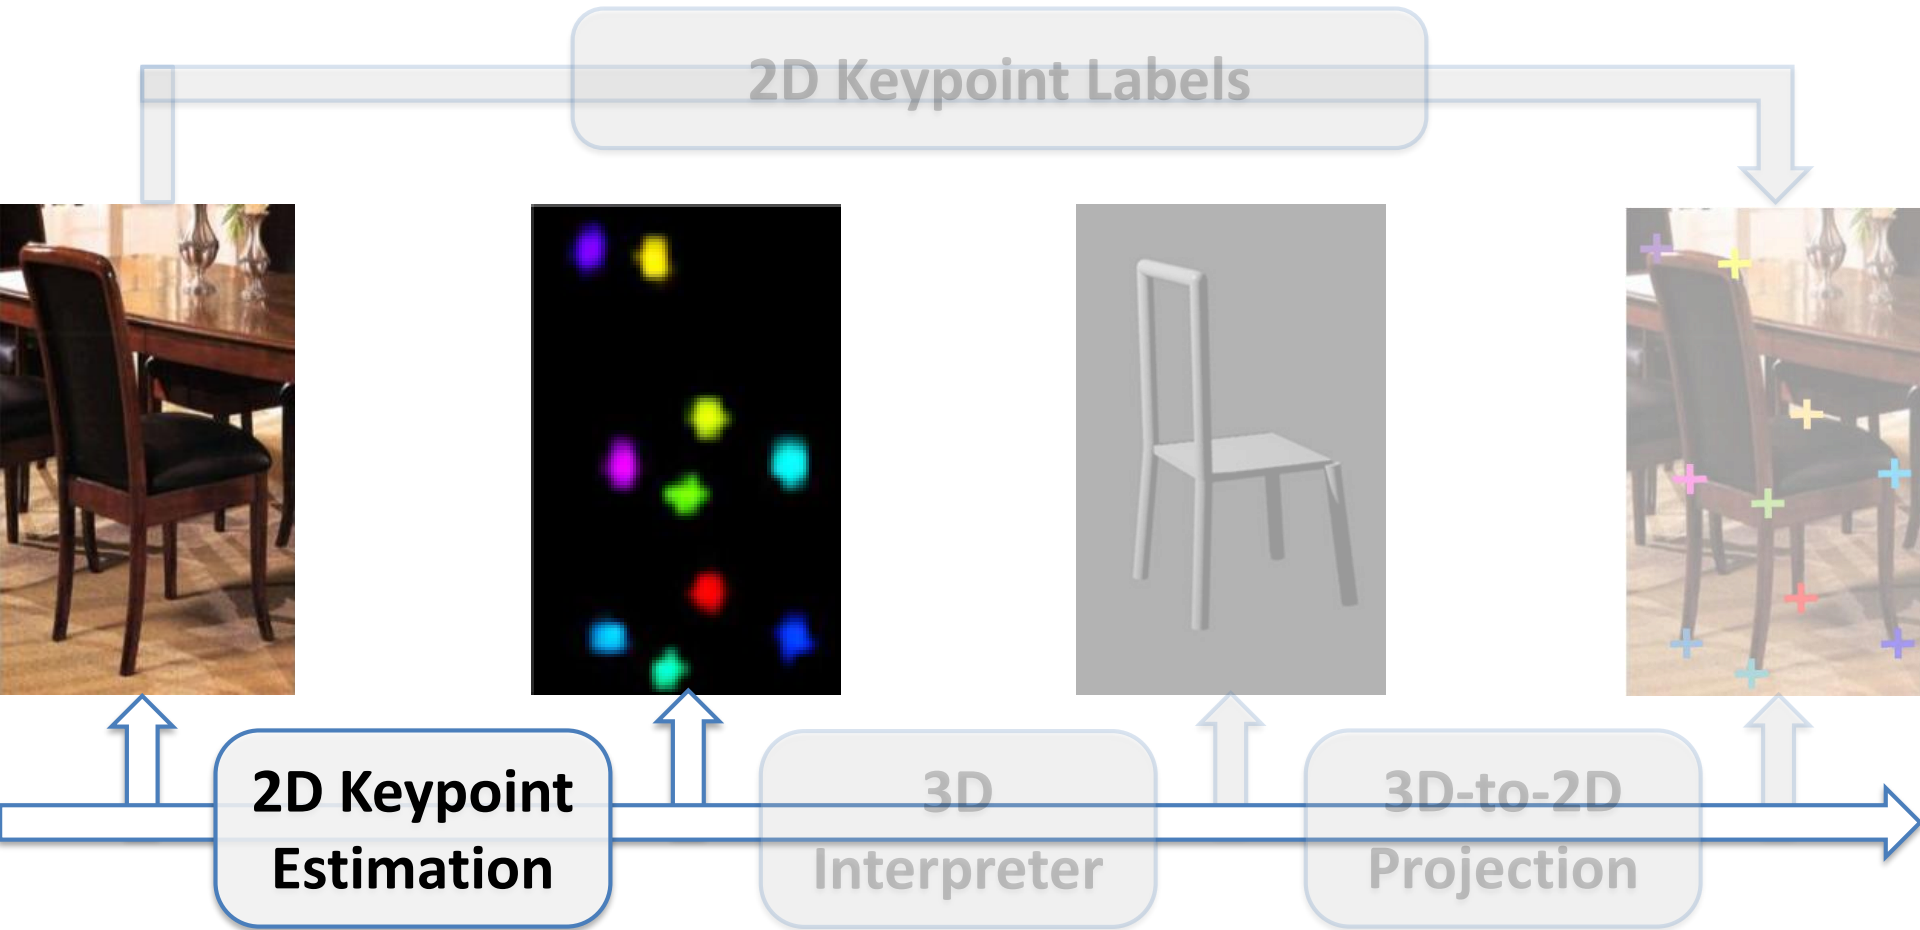 2D Keypoint Labels
2D Keypoint
Estimation
3D
Interpreter
3D-to-2D
Projection